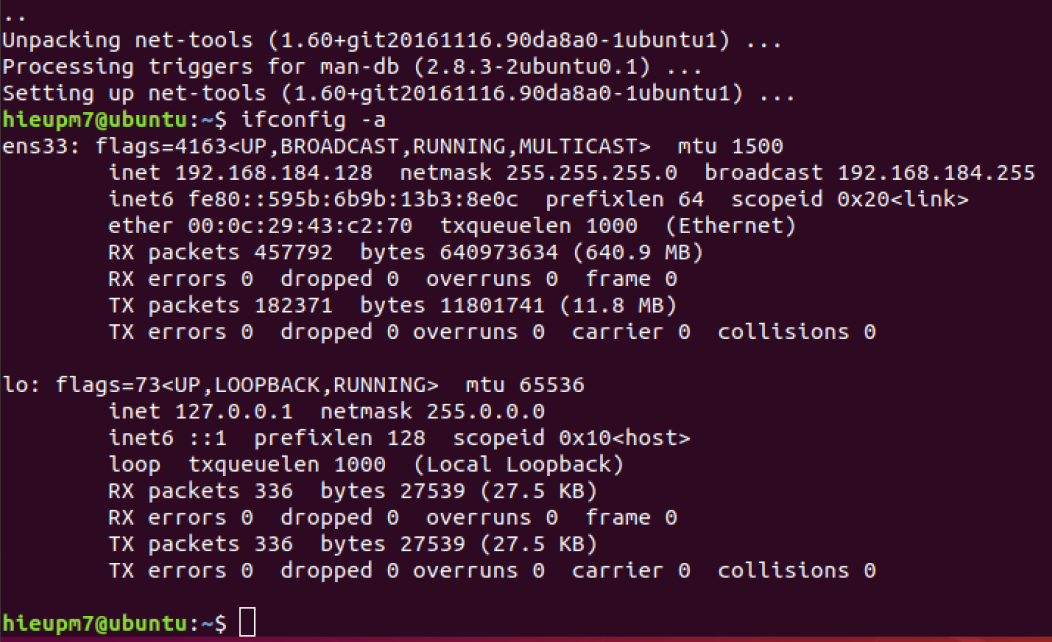 ..
Unpacking net-tools (1.60+git20161116.90da8a0-1ubuntu1) ...
Processing triggers for man-db (2.8.3-2ubuntu0.1) ...
Setting up net-tools (1.60+git20161116.90da8a0-1ubuntu1) ...
hieupm7@ubuntu:~$ ifconfig -a
ens33: flags=4163<UP,BROADCAST,RUNNING,MULTICAST>  mtu 1500
        inet 192.168.184.128  netmask 255.255.255.0  broadcast 192.168.184.255
        inet6 fe80::595b:6b9b:13b3:8e0c  prefixlen 64  scopeid 0x20<link>
        ether 00:0c:29:43:c2:70  txqueuelen 1000  (Ethernet)
        RX packets 457792  bytes 640973634 (640.9 MB)
        RX errors 0  dropped 0  overruns 0  frame 0
        TX packets 182371  bytes 11801741 (11.8 MB)
        TX errors 0  dropped 0 overruns 0  carrier 0  collisions 0

lo: flags=73<UP,LOOPBACK,RUNNING>  mtu 65536
        inet 127.0.0.1  netmask 255.0.0.0
        inet6 ::1  prefixlen 128  scopeid 0x10<host>
        loop  txqueuelen 1000  (Local Loopback)
        RX packets 336  bytes 27539 (27.5 KB)
        RX errors 0  dropped 0  overruns 0  frame 0
        TX packets 336  bytes 27539 (27.5 KB)
        TX errors 0  dropped 0 overruns 0  carrier 0  collisions 0

hieupm7@ubuntu:~$